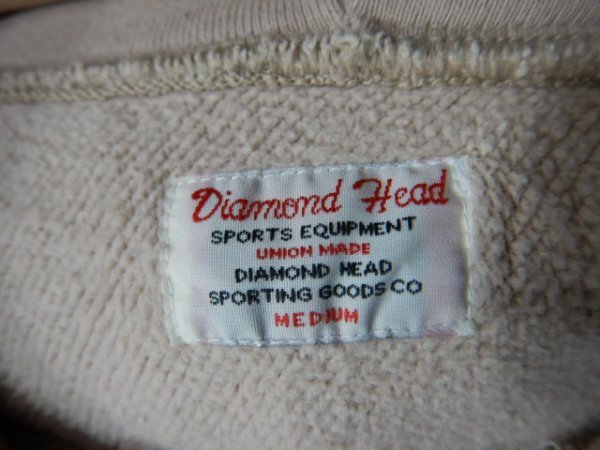 Diamond Head
SPORTS EQUIPMENT
UNION MADE
DIAMOND HEAD
SPORTING GOODS CO
MEDIUM